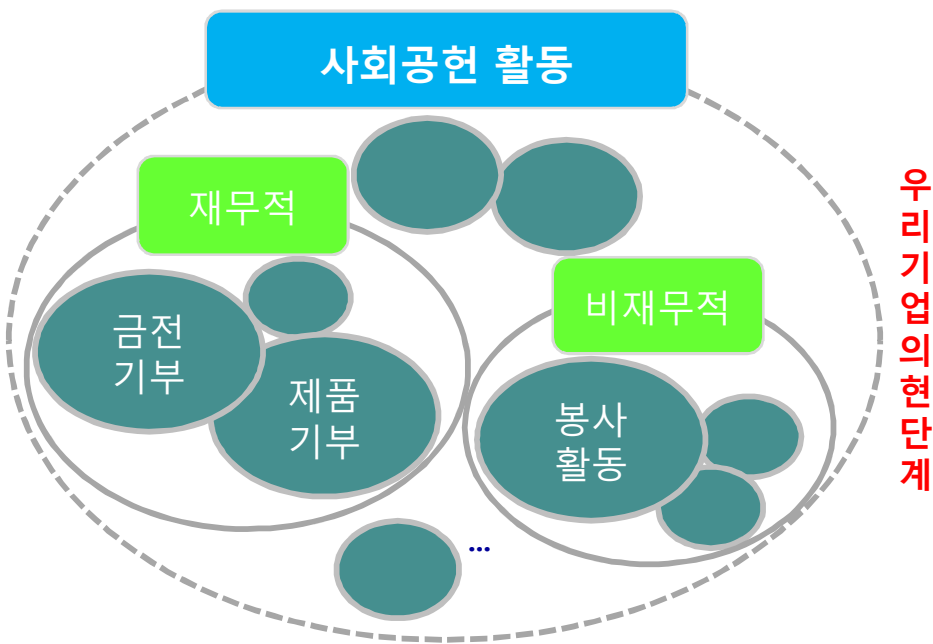 사회공헌 활동
재무적
비재무적
금전
기부
제품
기부
봉사
활동
...
우
리
기
업
의
현
단
계